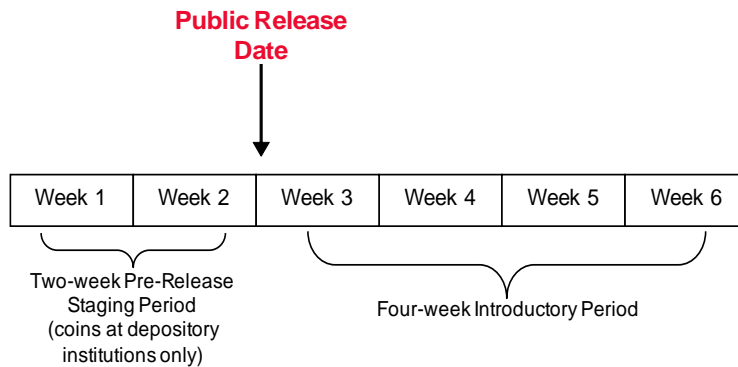 Public Release
Date
Week 1
Week 2
Week 3
Week 4
Week 5
Week 6
Two-week Pre-Release
Staging Period
(coins at depository
institutions only)
Four-week Introductory Period